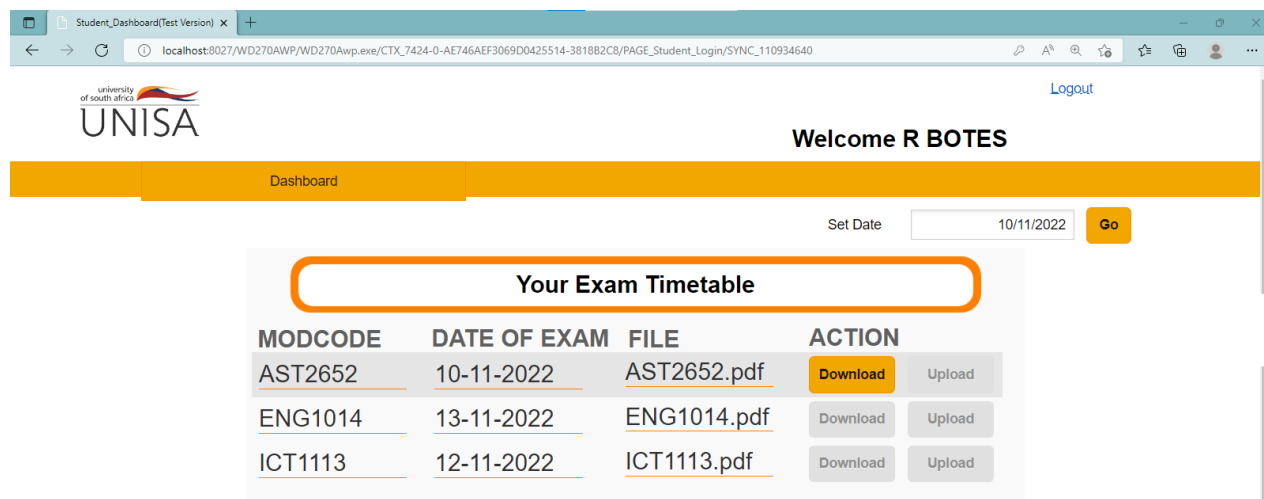 Student_Dashboard(Test Version)
localhost:8027/WD270AWP/WD270Awp.exe/CTX_7424-0-AE746AEF3069D0425514-3818B2C8/PAGE_Student_Login/SYNC_110934640
university
of south africa
UNISA
Logout
Welcome R BOTES
Dashboard
Set Date 10/11/2022 Go
Your Exam Timetable
MODCODE DATE OF EXAM FILE ACTION
AST2652 10-11-2022 AST2652.pdf Download Upload
ENG1014 13-11-2022 ENG1014.pdf Download Upload
ICT1113 12-11-2022 ICT1113.pdf Download Upload